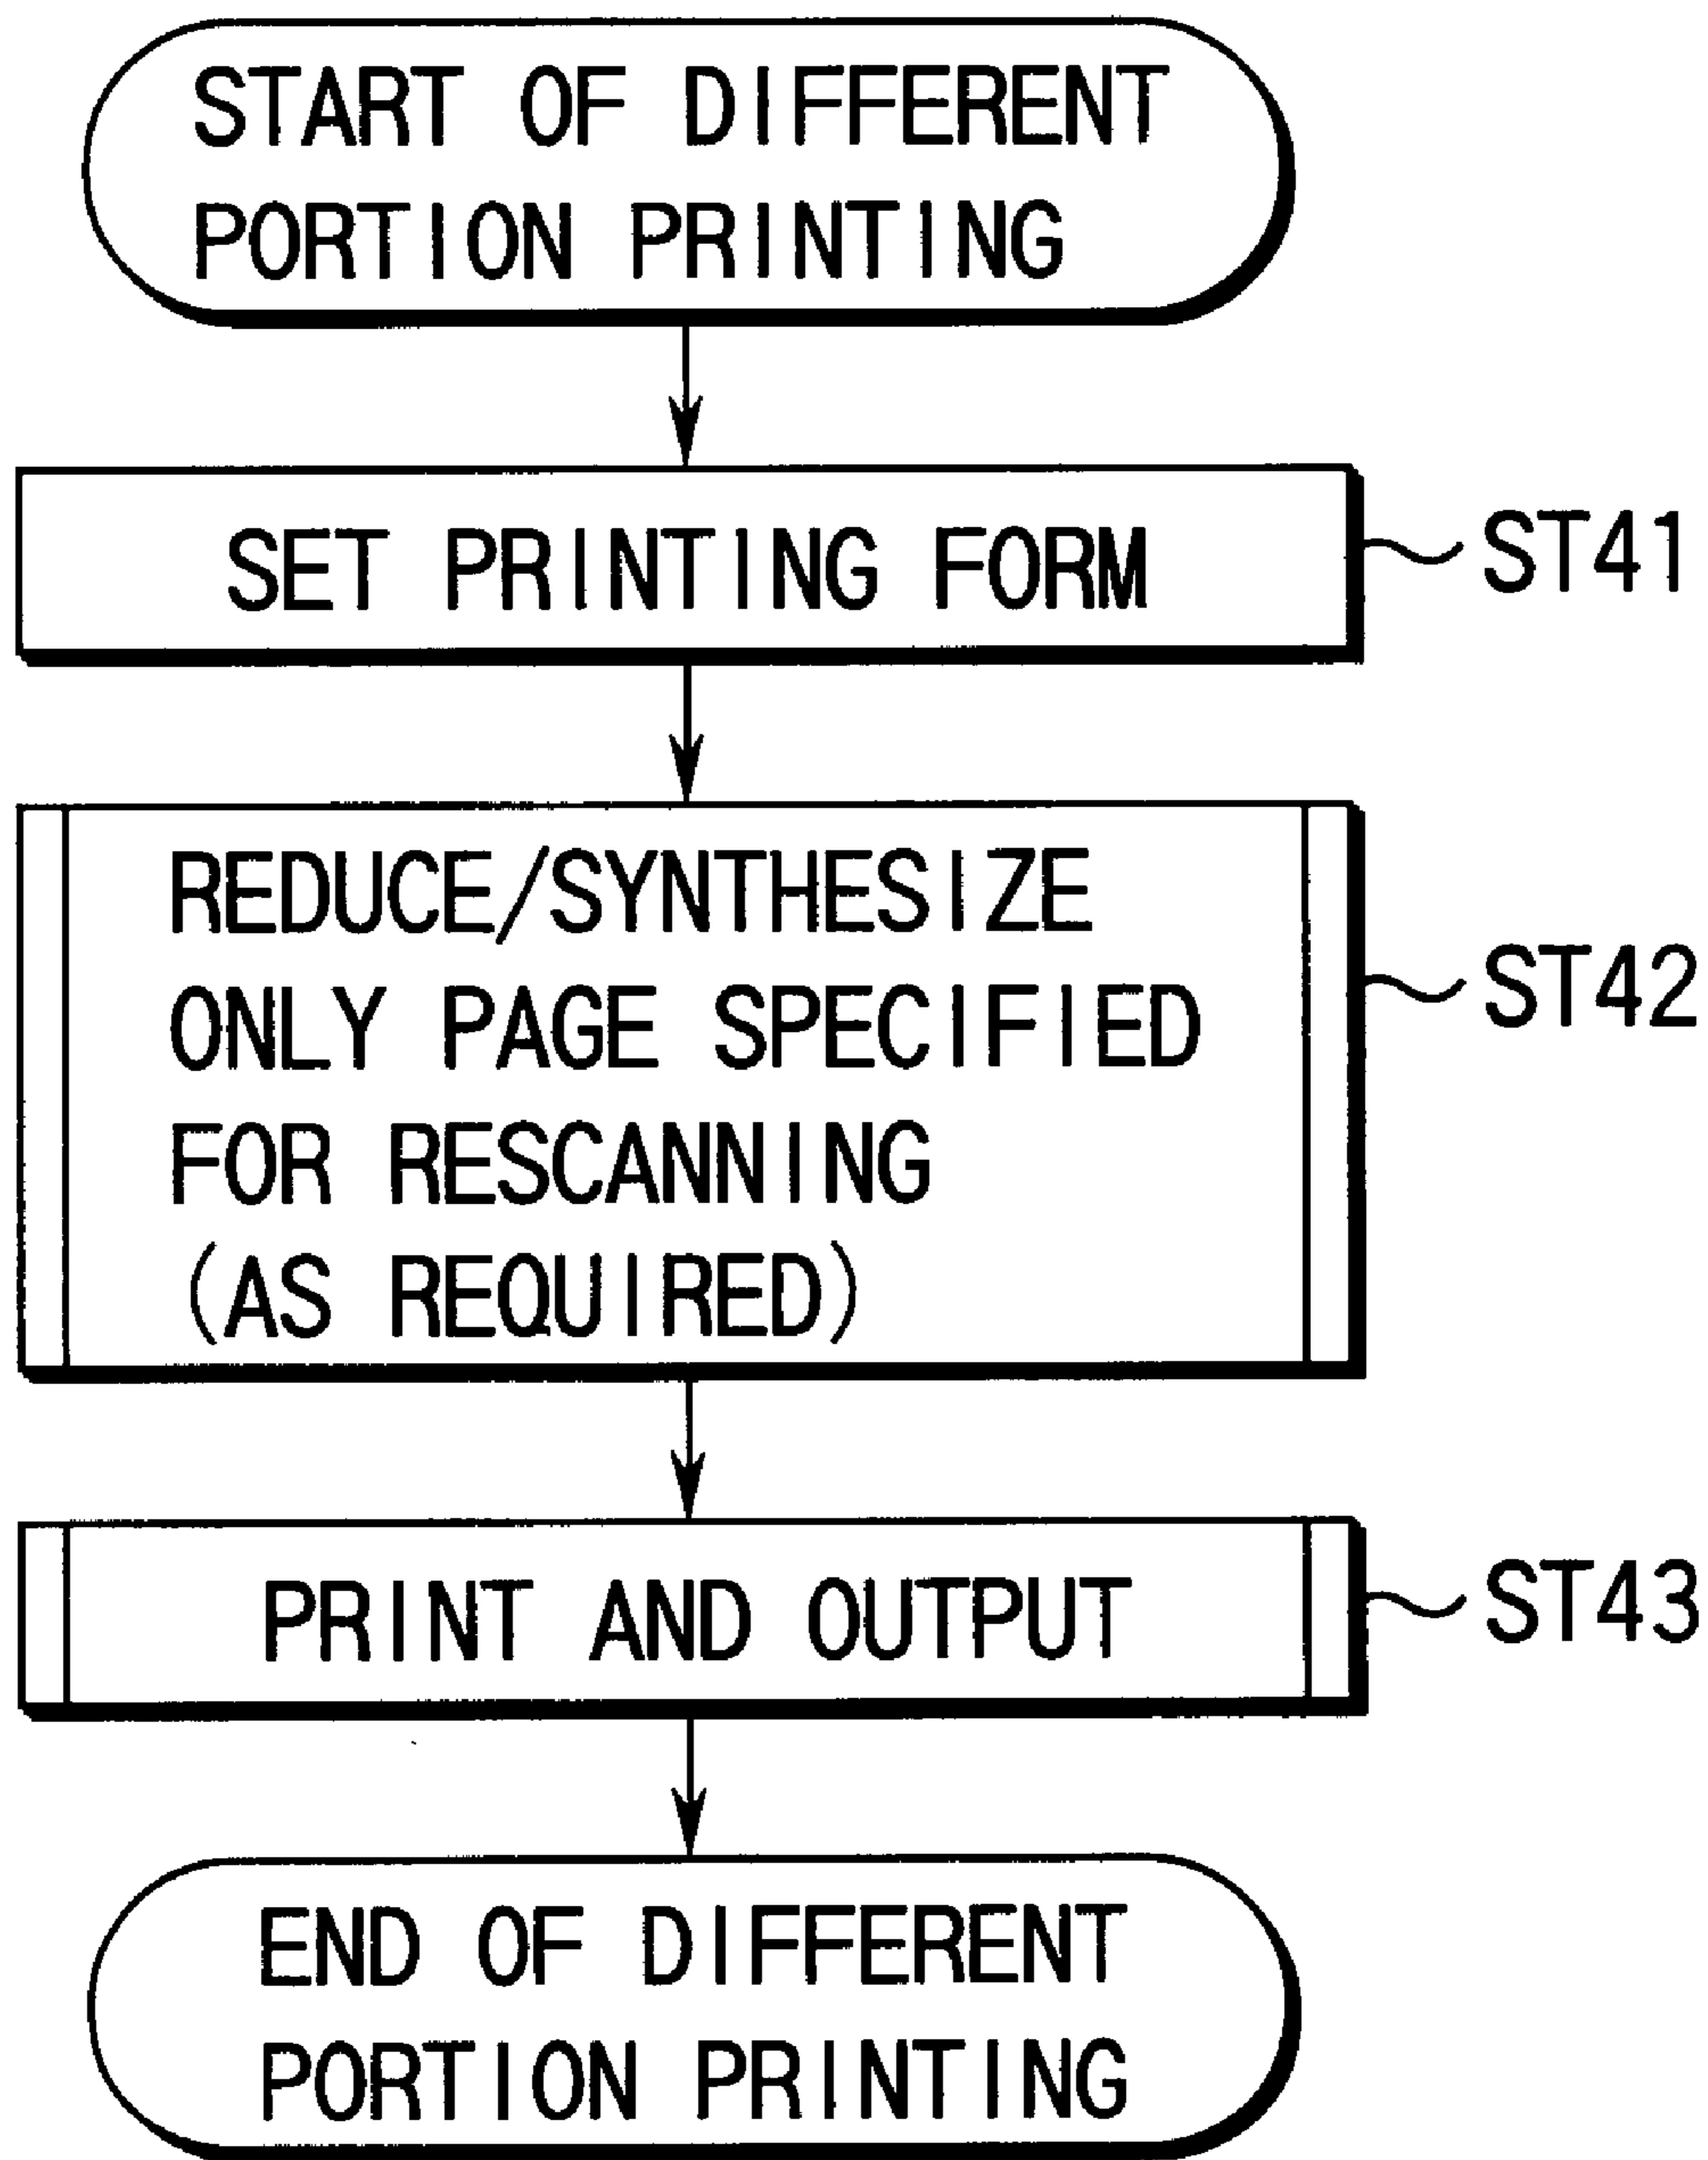 START OF DIFFERENT
PORTION PRINTING
SET PRINTING FORM
ST41
REDUCE/SYNTHESIZE
ONLY PAGE SPECIFIED
FOR RESCANNING
(AS REQUIRED)
ST42
PRINT AND OUTPUT
ST43
END OF DIFFERENT
PORTION PRINTING